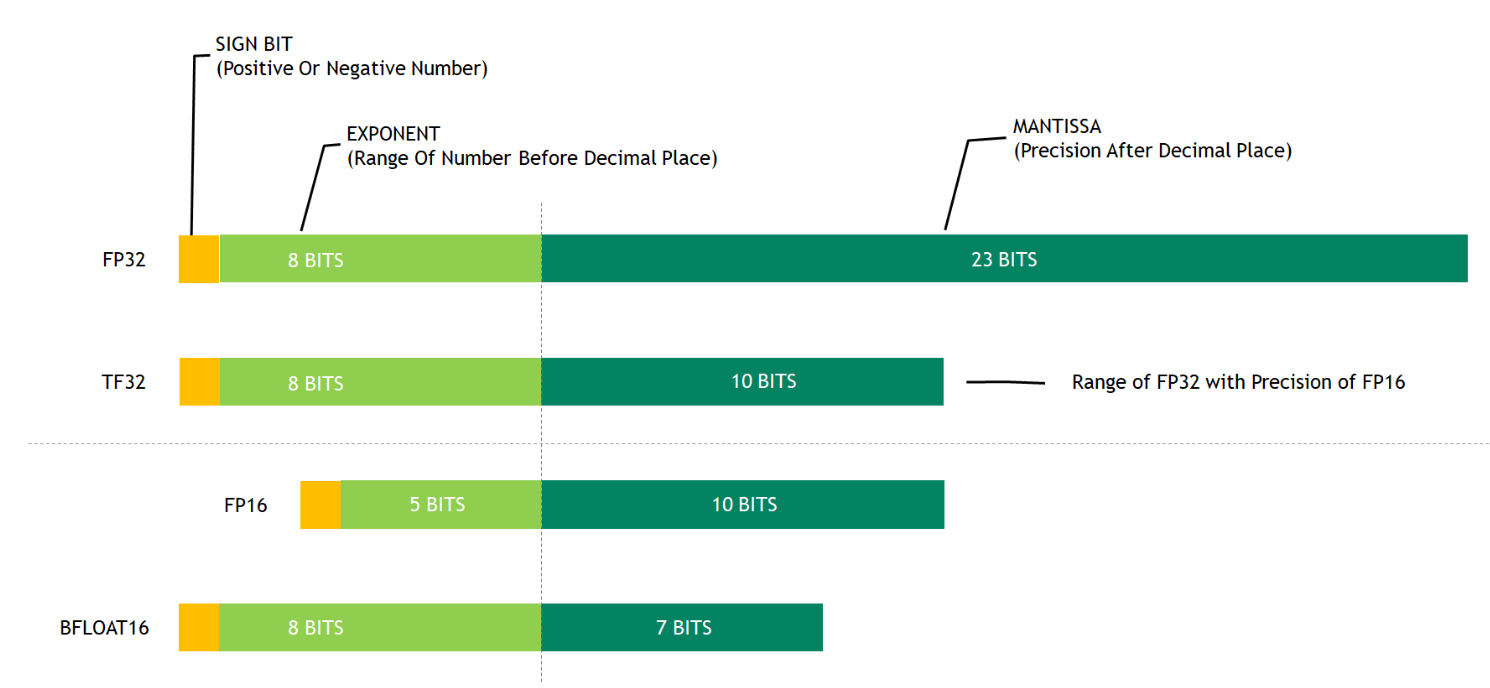 SIGN BIT
(Positive Or Negative Number)
EXPONENT
(Range Of Number Before Decimal Place)
MANTISSA
(Precision After Decimal Place)
FP32
8 BITS
23 BITS
TF32
8 BITS
10 BITS
Range of FP32 with Precision of FP16
FP16
5 BITS
10 BITS
BFLOAT16
8 BITS
7 BITS